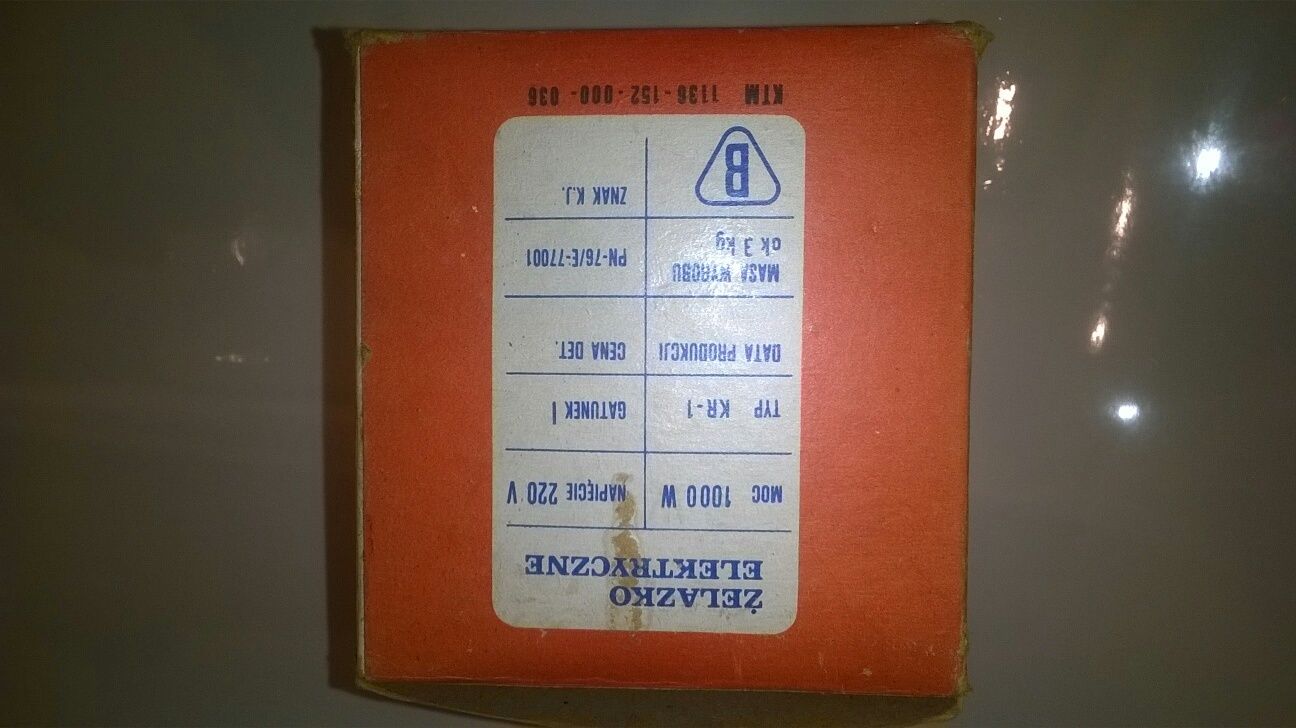 ŻELAZKO
ELEKTRYCZNE
MOC 1000 W
NAPIĘCIE 220 V
TYP KR-1
GATUNEK I
DATA PRODUKCJI
CENA DET.
MASA WYROBU
ok 3 kg
PN-76/E-77001
B
ZNAK K.J.
KTM 1136-152-000-036